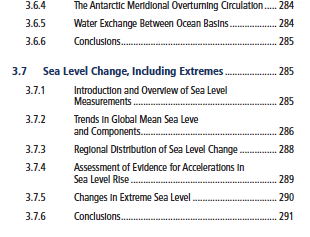 3.6.4 The Antarctic Meridional Overturning Circulation ..... 284
3.6.5 Water Exchange Between Ocean Basins ................. 284
3.6.6 Conclusions ........................................................ 285
3.7 Sea Level Change, Including Extremes ................. 285
3.7.1 Introduction and Overview of Sea Level
Measurements .................................................... 285
3.7.2 Trends in Global Mean Sea Leve
and Components ................................................. 286
3.7.3 Regional Distribution of Sea Level Change ............. 288
3.7.4 Assessment of Evidence for Accelerations in
Sea Level Rise ..................................................... 289
3.7.5 Changes in Extreme Sea Level .............................. 290
3.7.6 Conclusions ........................................................ 291